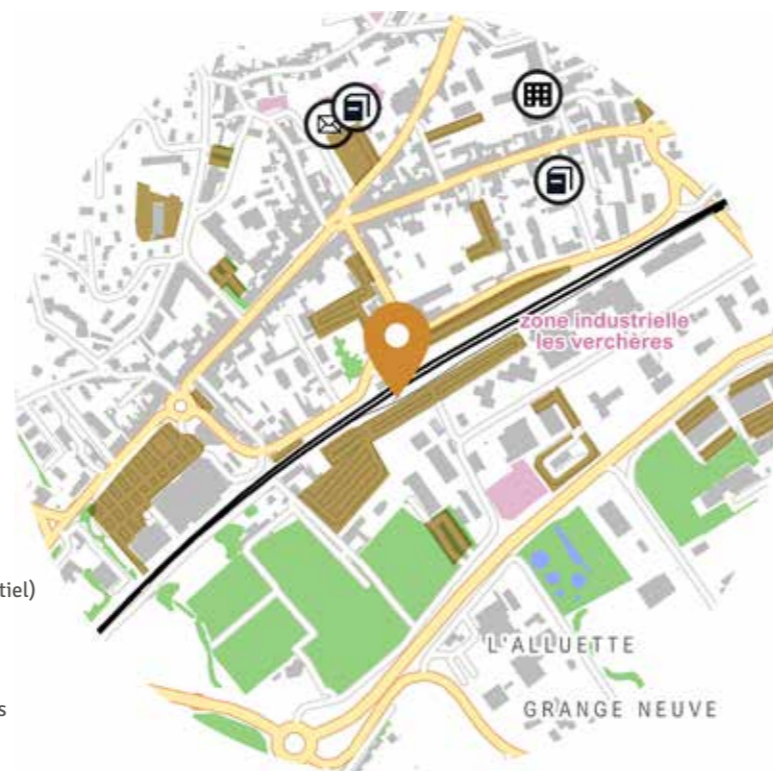 zone industrielle
les verchères
tiel)
L'ALLUETTE
s
GRANGE NEUVE